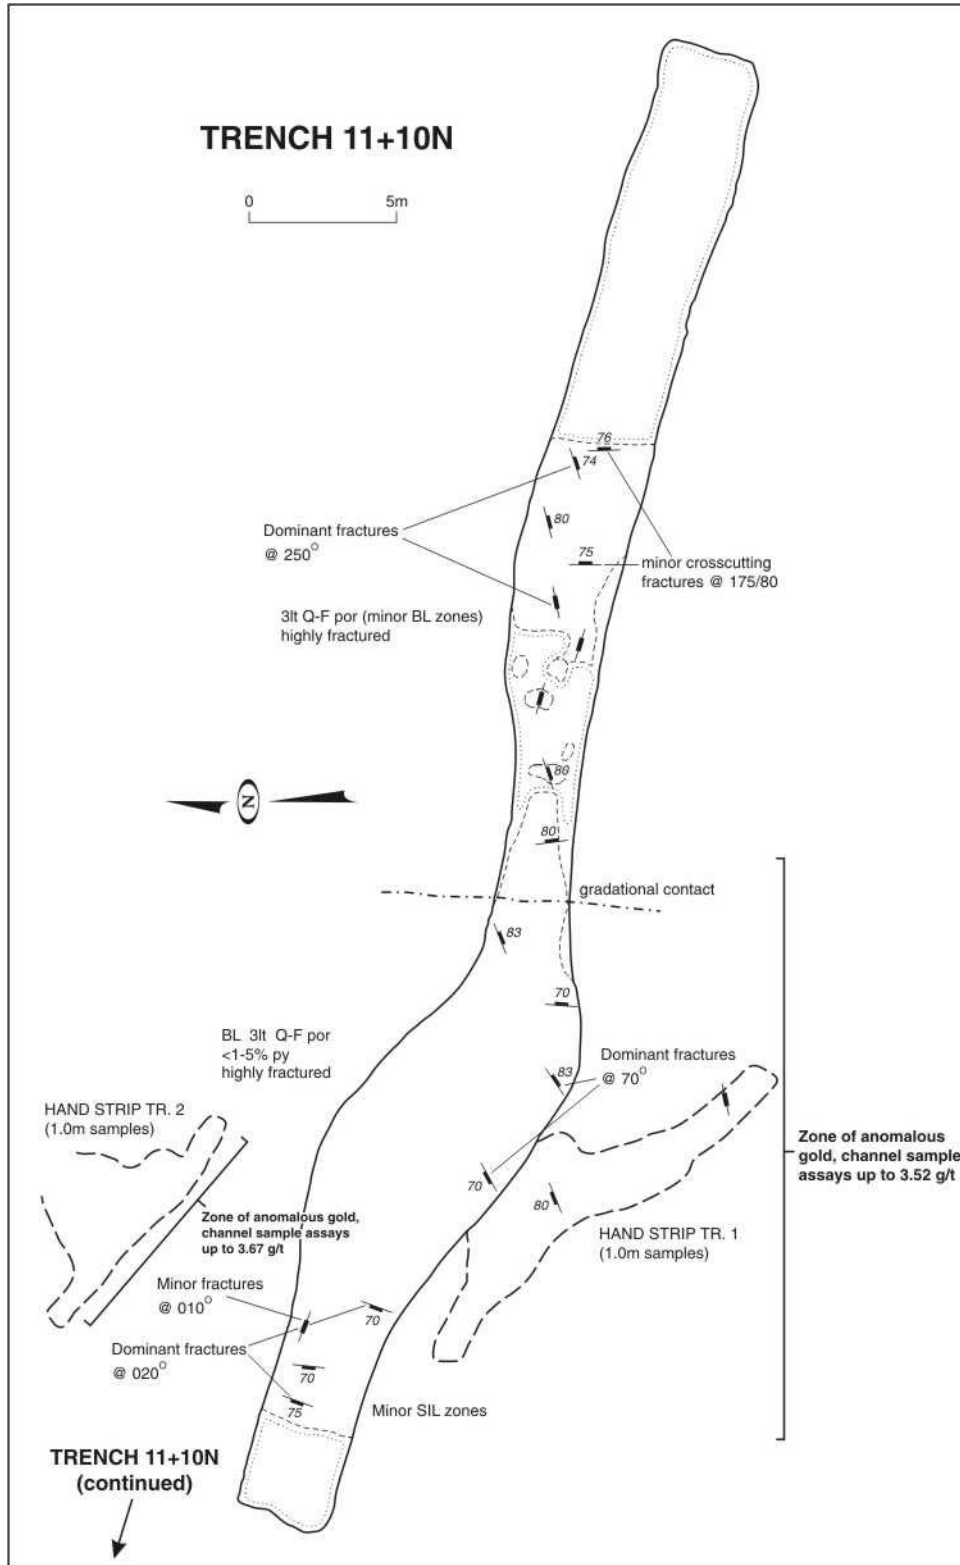 TRENCH 11+10N
0 5m
76
74
Dominant fractures
@ 250°
80
75
minor crosscutting
fractures @ 175/80
3lt Q-F por (minor BL zones)
highly fractured
N
80
gradational contact
83
70
BL 3lt Q-F por
<1-5% py
highly fractured
Dominant fractures
@ 70°
83
HAND STRIP TR. 2
(1.0m samples)
Zone of anomalous
gold, channel sample
assays up to 3.52 g/t
70
80
Zone of anomalous gold,
channel sample assays
up to 3.67 g/t
HAND STRIP TR. 1
(1.0m samples)
Minor fractures
@ 010°
70
Dominant fractures
@ 020°
70
75
Minor SIL zones
TRENCH 11+10N
(continued)